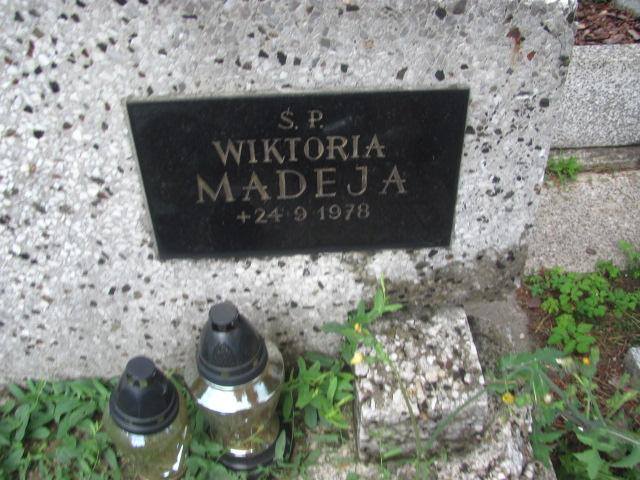 Ś. P.
WIKTORIA
MADEJA
+24 9 1978